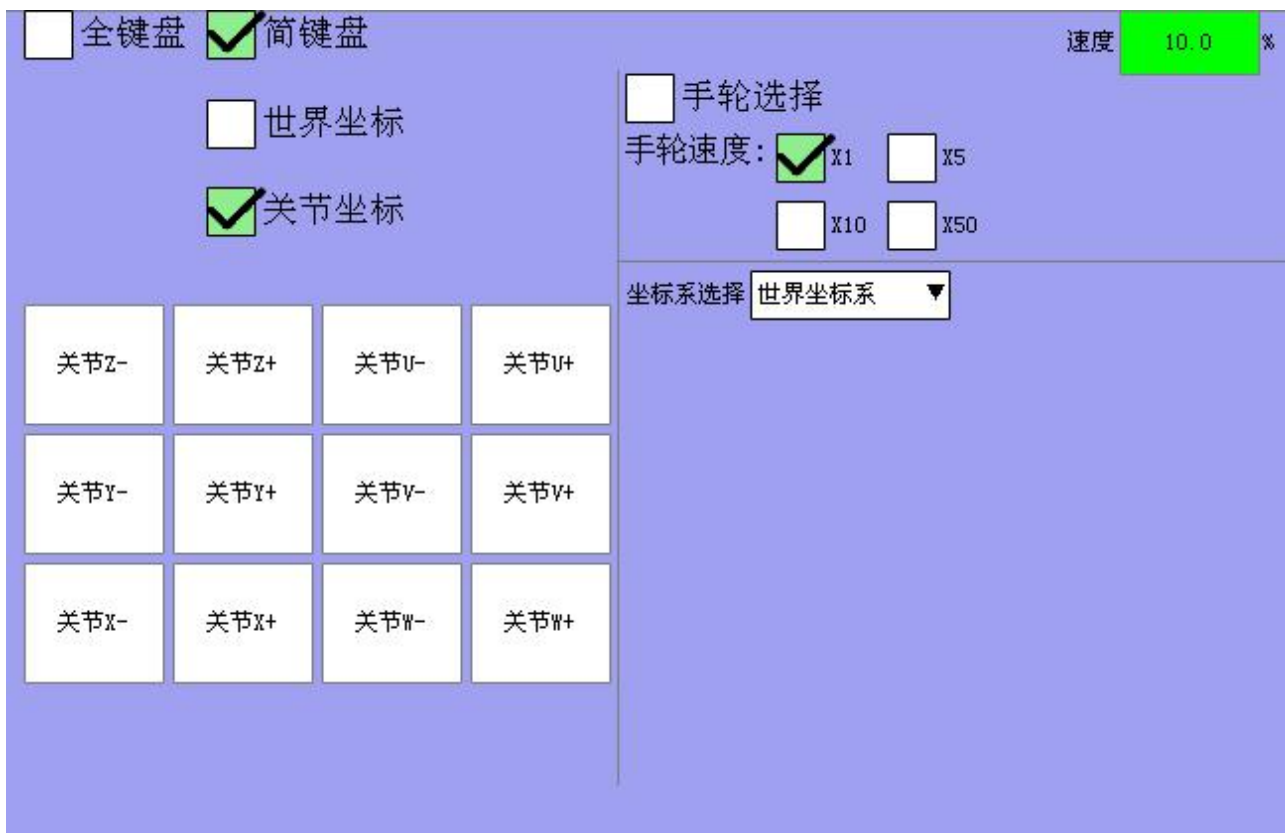 全键盘 简键盘 速度 10.0 %
世界坐标
关节坐标
手轮选择
手轮速度: X1 X5
X10 X50
坐标系选择 世界坐标系
关节Z- 关节Z+ 关节U- 关节U+
关节Y- 关节Y+ 关节V- 关节V+
关节X- 关节X+ 关节W- 关节W+